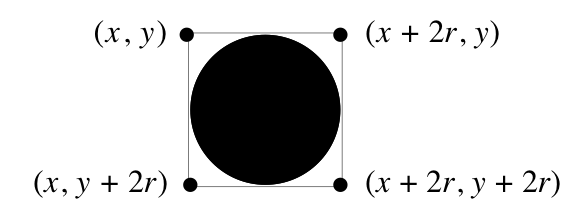 (x, y) (x + 2r, y)
(x, y + 2r) (x + 2r, y + 2r)